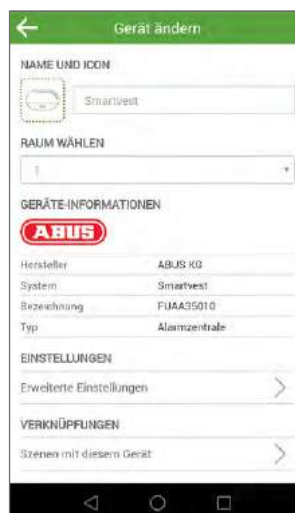 Gerät ändern
NAME UND ICON
Smartvest
RAUM WÄHLEN
1
GERÄTE-INFORMATIONEN
ABUS
Hersteller ABUS KG
System Smartvest
Bezeichnung FUAA35010
Typ Alarmzentrale
EINSTELLUNGEN
Erweiterte Einstellungen
VERKNÜPFUNGEN
Szenen mit diesem Gerät